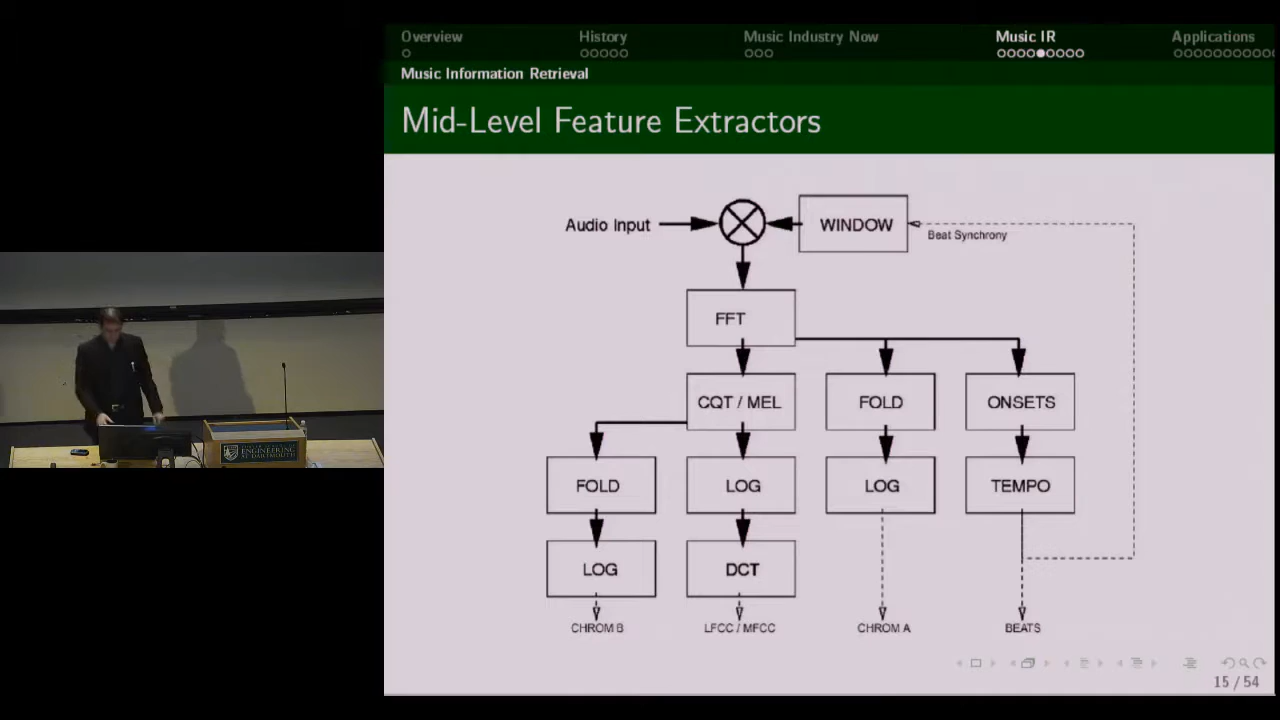 Overview
History
Music Industry Now
Music IR
Applications
Music Information Retrieval
Mid-Level Feature Extractors
Audio Input
WINDOW
Beat Synchrony
FFT
CQT / MEL
FOLD
ONSETS
FOLD
LOG
LOG
TEMPO
LOG
DCT
CHROM B
LFCC / MFCC
CHROM A
BEATS
15 / 54
ENGINEERING
AT DARTMOUTH